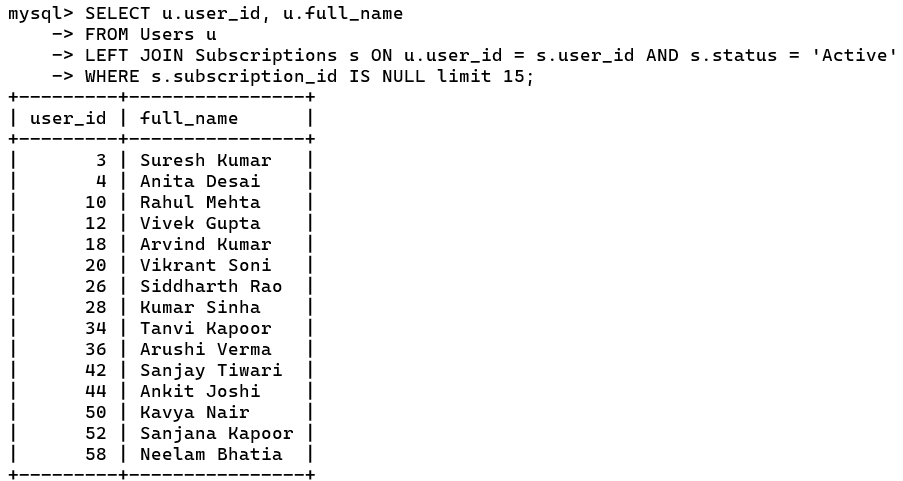 mysql> SELECT u.user_id, u.full_name
    -> FROM Users u
    -> LEFT JOIN Subscriptions s ON u.user_id = s.user_id AND s.status = 'Active'
    -> WHERE s.subscription_id IS NULL limit 15;
+---------+----------------+
| user_id | full_name      |
+---------+----------------+
|       3 | Suresh Kumar   |
|       4 | Anita Desai    |
|      10 | Rahul Mehta    |
|      12 | Vivek Gupta    |
|      18 | Arvind Kumar   |
|      20 | Vikrant Soni   |
|      26 | Siddharth Rao  |
|      28 | Kumar Sinha    |
|      34 | Tanvi Kapoor   |
|      36 | Arushi Verma   |
|      42 | Sanjay Tiwari  |
|      44 | Ankit Joshi    |
|      50 | Kavya Nair     |
|      52 | Sanjana Kapoor |
|      58 | Neelam Bhatia  |
+---------+----------------+